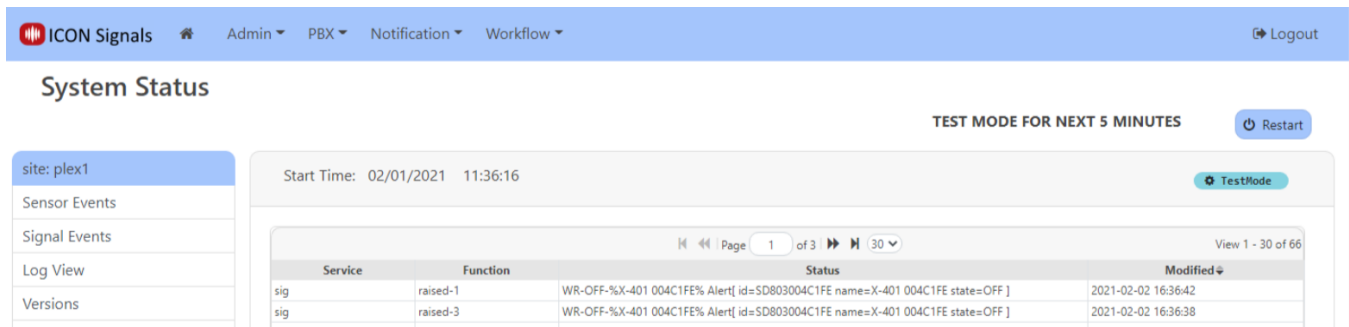 ICON Signals Admin PBX Notification Workflow Logout
System Status
TEST MODE FOR NEXT 5 MINUTES Restart
site: plex1
Start Time: 02/01/2021 11:36:16 TestMode
Sensor Events
Signal Events
Log View
Versions
Page 1 of 3 30 View 1 - 30 of 66
Service Function Status Modified
sig raised-1 WR-OFF-%X-401 004C1FE% Alert[ id=SD803004C1FE name=X-401 004C1FE state=OFF ] 2021-02-02 16:36:42
sig raised-3 WR-OFF-%X-401 004C1FE% Alert[ id=SD803004C1FE name=X-401 004C1FE state=OFF ] 2021-02-02 16:36:38